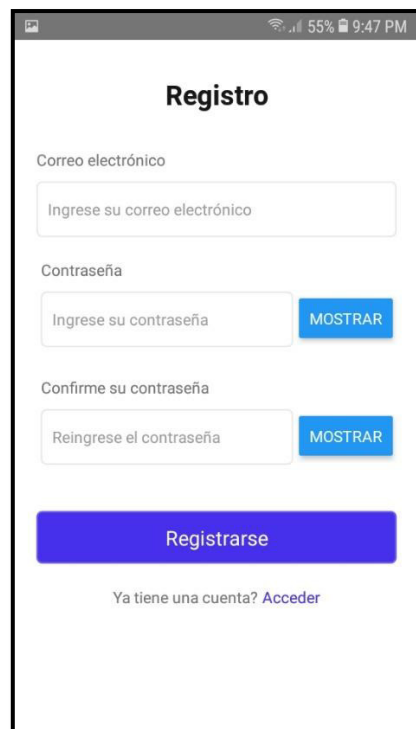 55% 9:47 PM
Registro
Correo electrónico
Ingrese su correo electrónico
Contraseña
Ingrese su contraseña MOSTRAR
Confirme su contraseña
Reingrese el contraseña MOSTRAR
Registrarse
Ya tiene una cuenta? Acceder